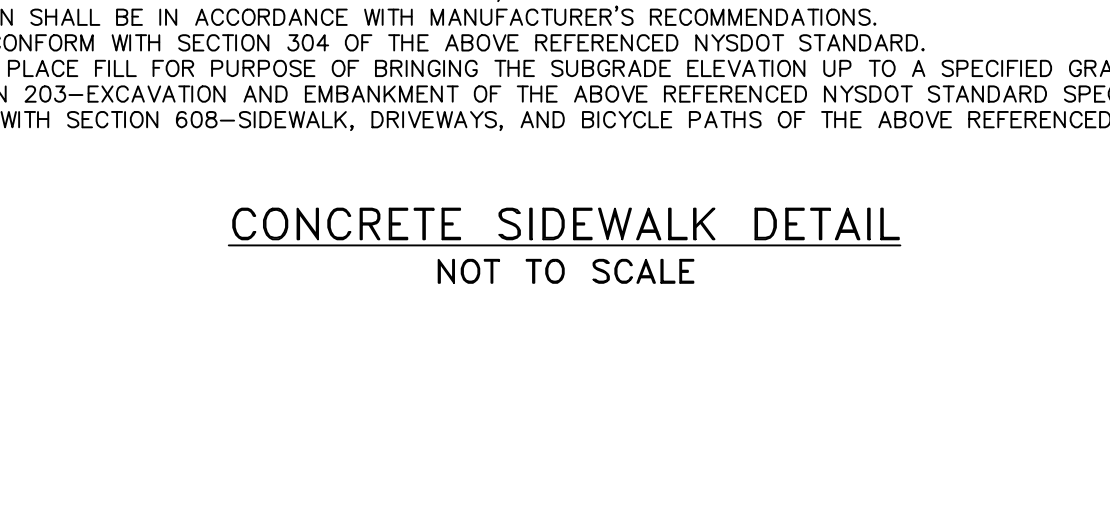 N SHALL BE IN ACCORDANCE WITH MANUFACTURER'S RECOMMENDATIONS.
CONFORM WITH SECTION 304 OF THE ABOVE REFERENCED NYSDOT STANDARD.
PLACE FILL FOR PURPOSE OF BRINGING THE SUBGRADE ELEVATION UP TO A SPECIFIED GRA
N 203—EXCAVATION AND EMBANKMENT OF THE ABOVE REFERENCED NYSDOT STANDARD SPEC
WITH SECTION 608—SIDEWALK, DRIVEWAYS, AND BICYCLE PATHS OF THE ABOVE REFERENCED
CONCRETE SIDEWALK DETAIL
NOT TO SCALE